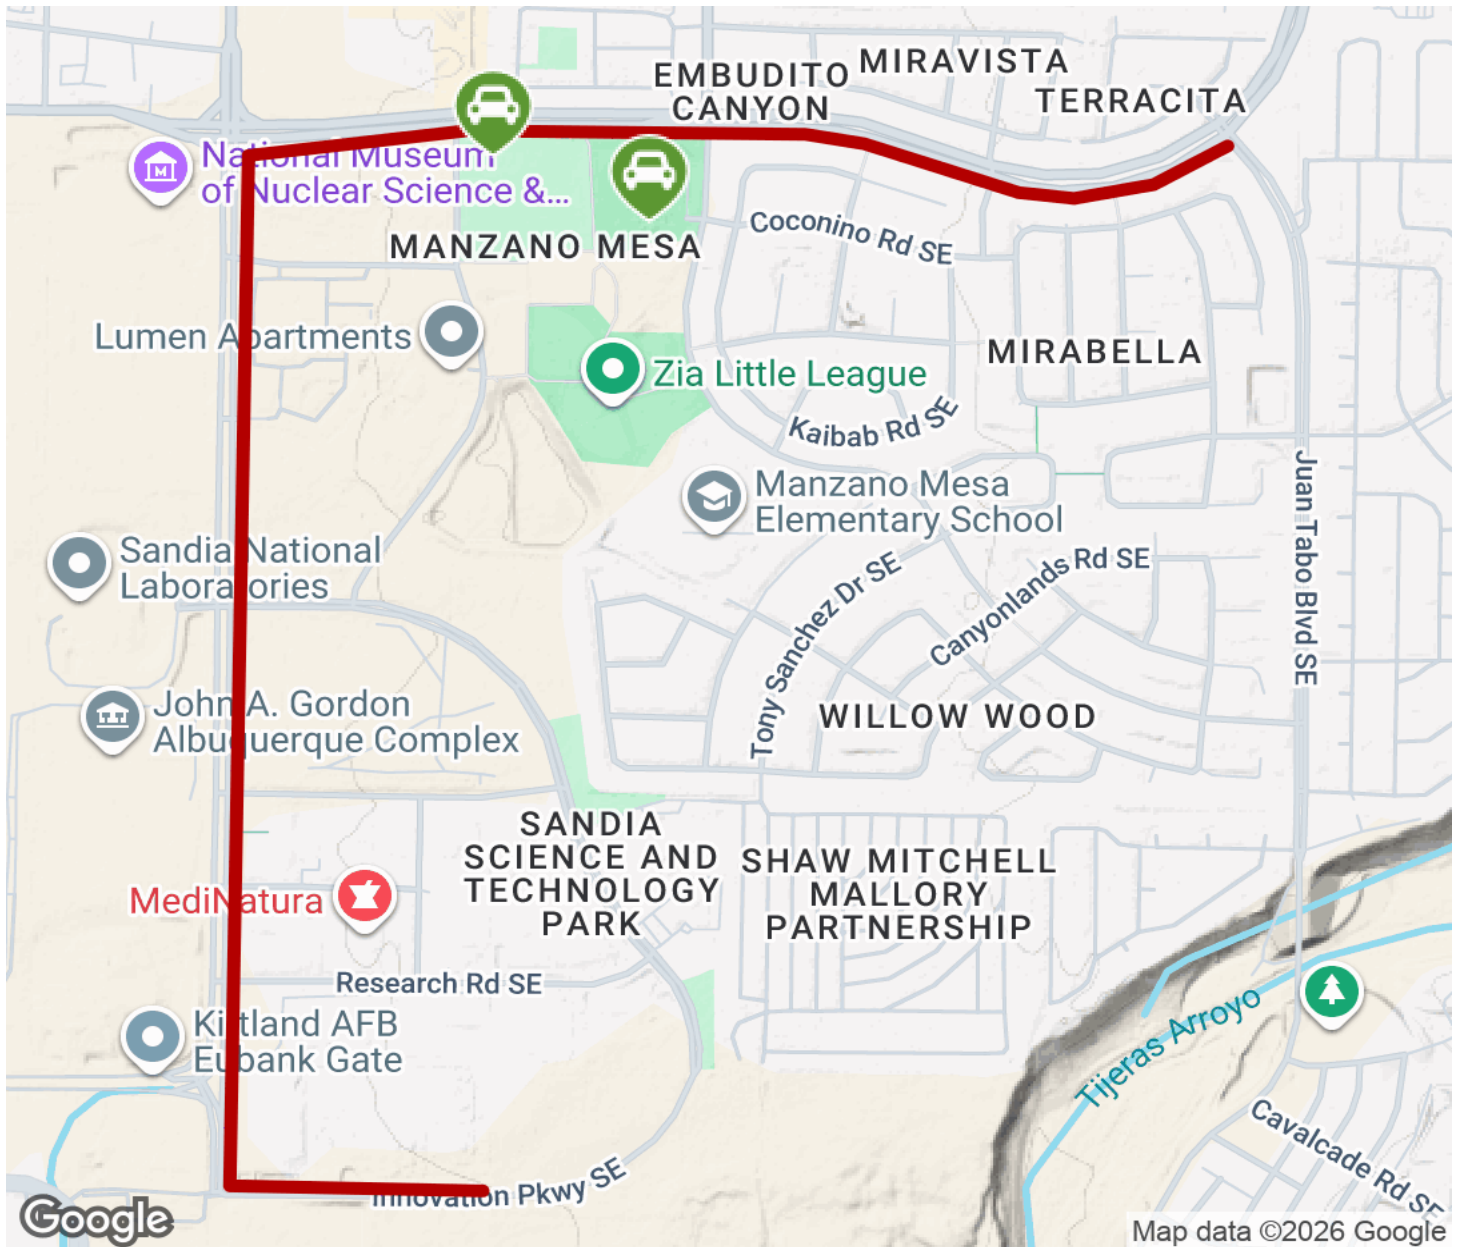 EMBUDITO
CANYON
MIRAVISTA
TERRACITA
National Museum
of Nuclear Science &...
MANZANO MESA
Coconino Rd SE
Lumen Apartments
MIRABELLA
Zia Little League
Kaibab Rd SE
Manzano Mesa
Elementary School
Juan Tabo Blvd SE
Sandia National
Laboratories
Tony Sanchez Dr SE
Canyonlands Rd SE
John A. Gordon
Albuquerque Complex
WILLOW WOOD
SANDIA
SCIENCE AND
TECHNOLOGY
PARK
SHAW MITCHELL
MALLORY
PARTNERSHIP
MediNatura
Research Rd SE
Kirtland AFB
Eubank Gate
Tijeras Arroyo
Cavalcade Rd SE
Innovation Pkwy SE
Google
Map data ©2026 Google